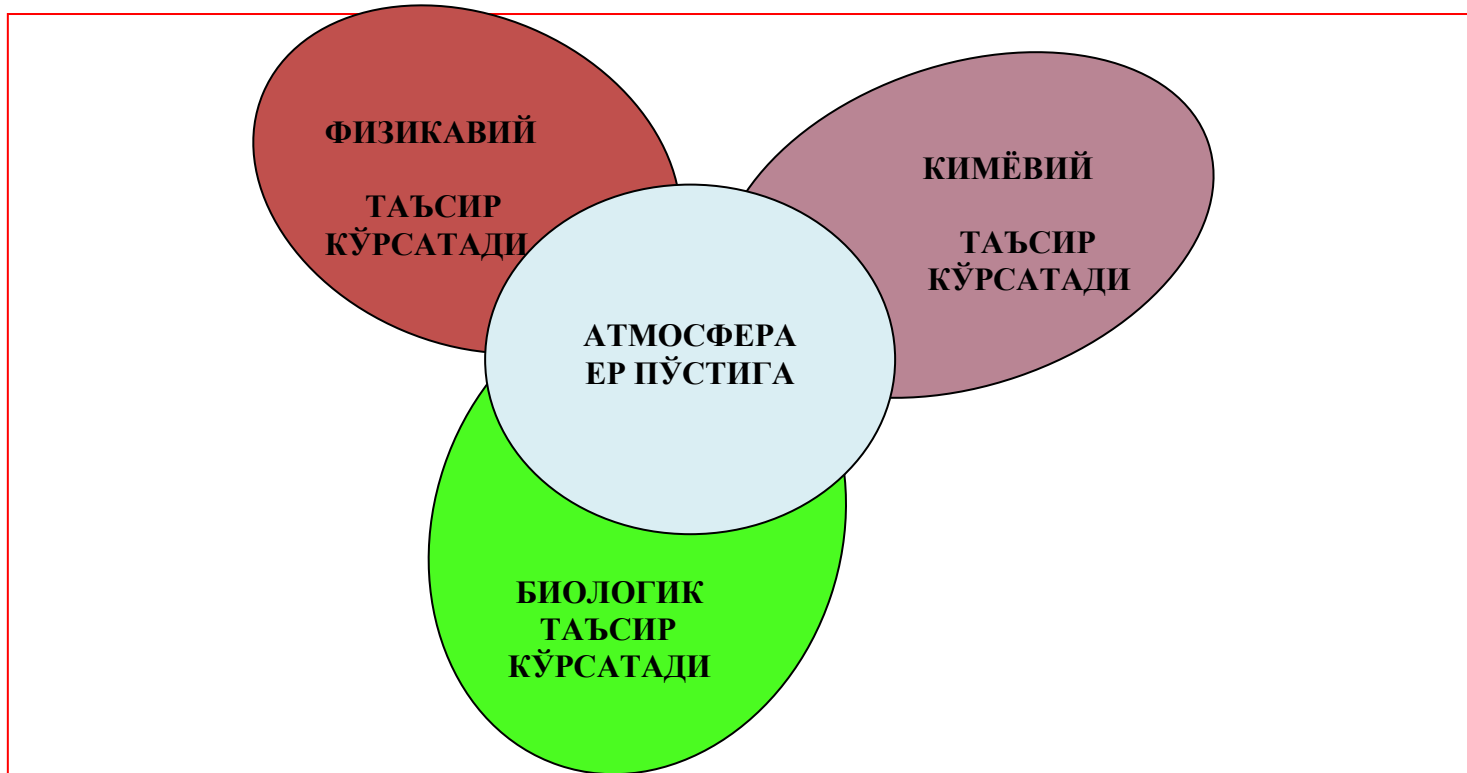 ФИЗИКАВИЙ
ТАЪСИР
КЎРСАТАДИ
КИМЁВИЙ
ТАЪСИР
КЎРСАТАДИ
АТМОСФЕРА
ЕР ПЎСТИГА
БИОЛОГИК
ТАЪСИР
КЎРСАТАДИ